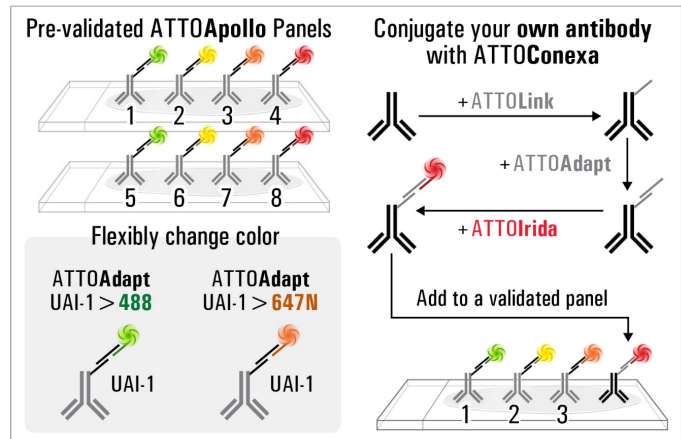 Pre-validated ATTOApollo Panels
1 2 3 4
5 6 7 8
Flexibly change color
ATTOAdapt
UAI-1 > 488
UAI-1
ATTOAdapt
UAI-1 > 647N
UAI-1
Conjugate your own antibody
with ATTOConexa
+ ATTOLink
+ ATTOAdapt
+ ATTOIrida
Add to a validated panel
1 2 3